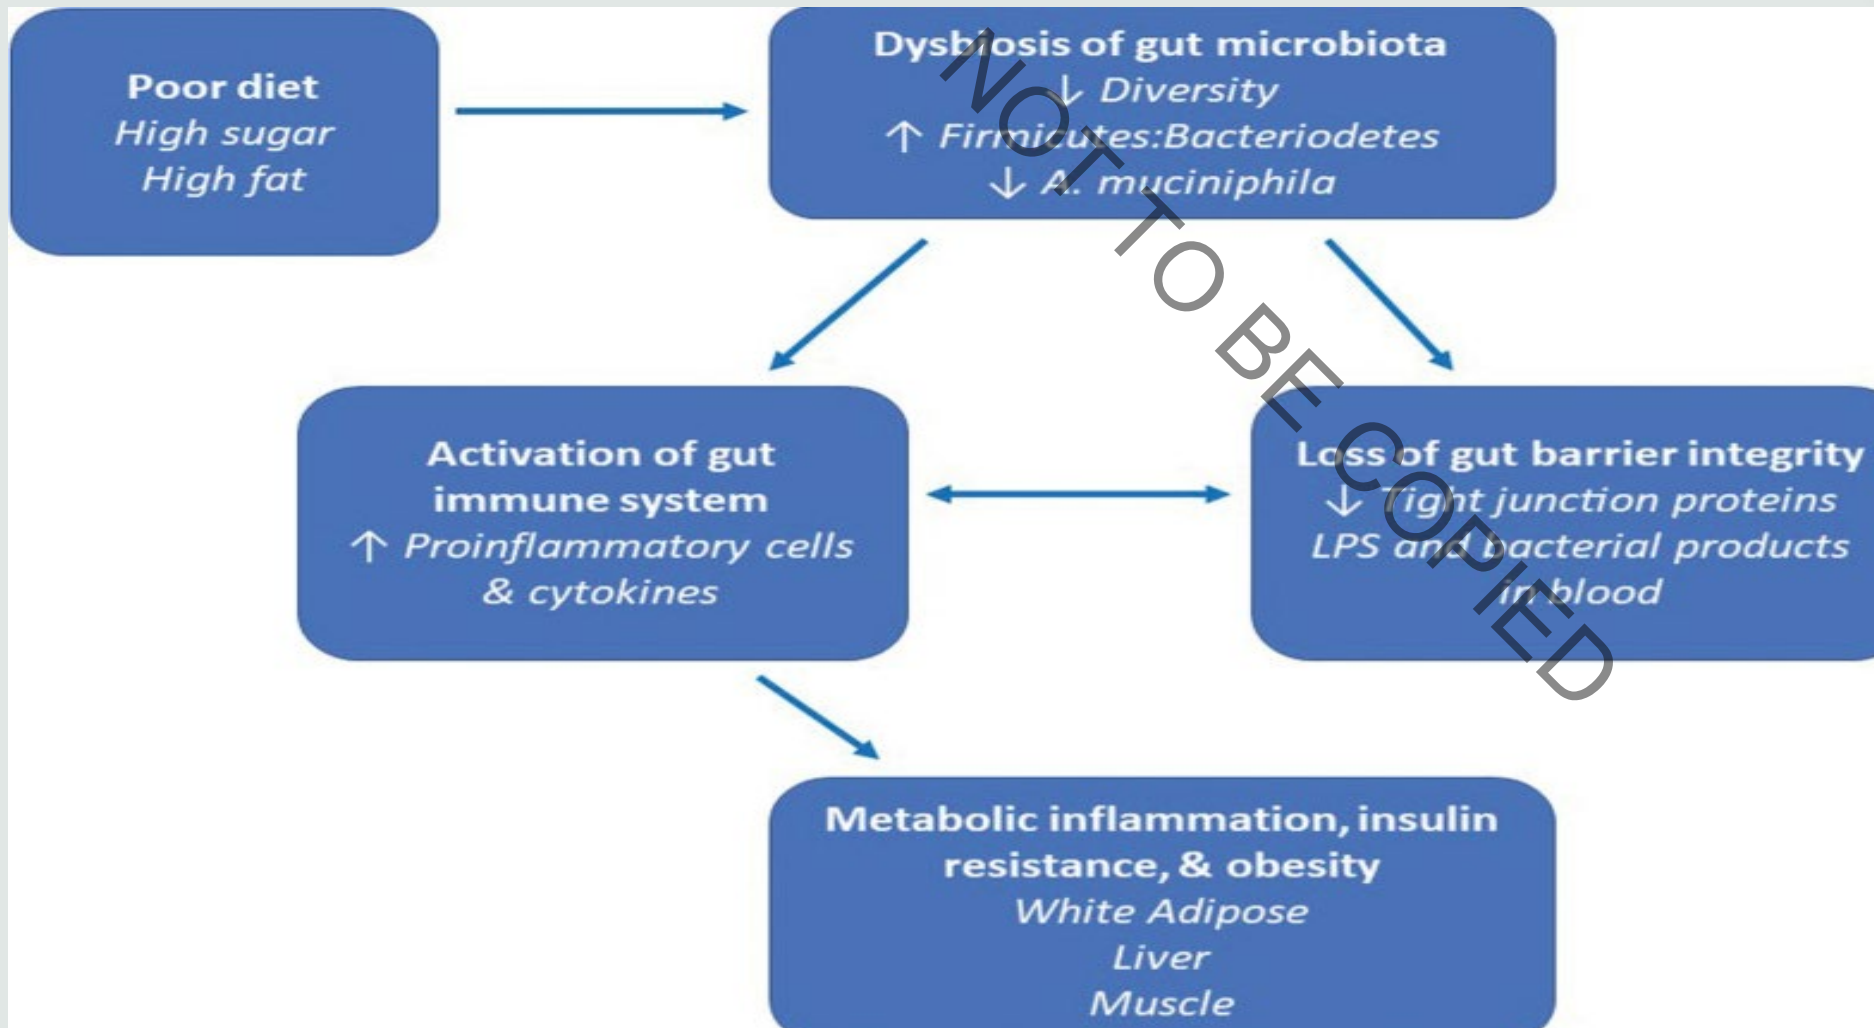 Poor diet
High sugar
High fat
Dysbiosis of gut microbiota
↓ Diversity
↑ Firmicutes:Bacteriodetes
↓ A. muciniphila
Activation of gut
immune system
↑ Proinflammatory cells
& cytokines
Loss of gut barrier integrity
↓ Tight junction proteins
LPS and bacterial products
in blood
Metabolic inflammation, insulin
resistance, & obesity
White Adipose
Liver
Muscle
NOT TO BE COPIED